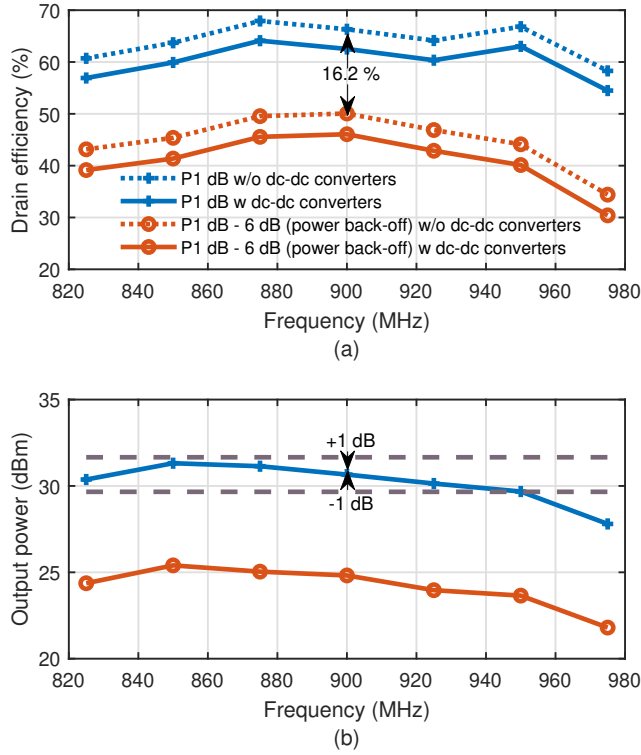 70
60
50
40
30
20
Drain efficiency (%)
16.2 %
P1 dB w/o dc-dc converters
P1 dB w dc-dc converters
P1 dB - 6 dB (power back-off) w/o dc-dc converters
P1 dB - 6 dB (power back-off) w dc-dc converters
820 840 860 880 900 920 940 960 980
Frequency (MHz)
(a)
35
30
25
20
Output power (dBm)
+1 dB
-1 dB
820 840 860 880 900 920 940 960 980
Frequency (MHz)
(b)